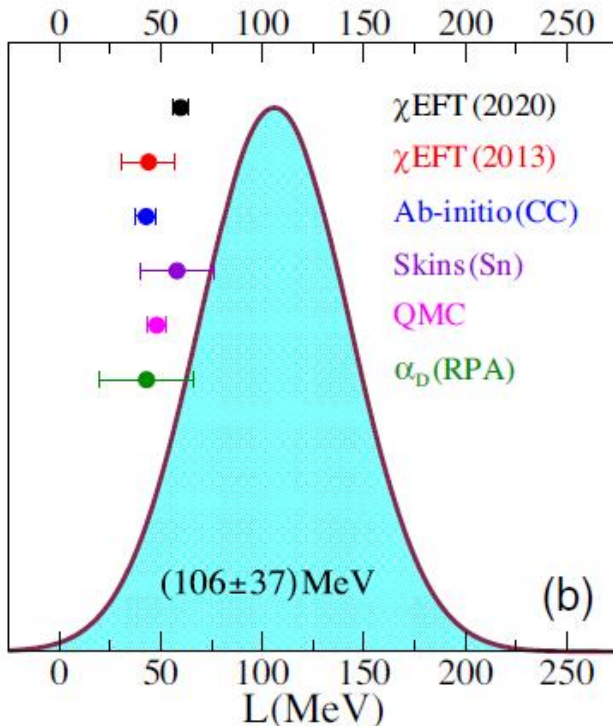 0 50 100 150 200 250
χEFT(2020)
χEFT(2013)
Ab-initio(CC)
Skins(Sn)
QMC
α_D(RPA)
(106±37)MeV
(b)
0 50 100 150 200 250
L(MeV)